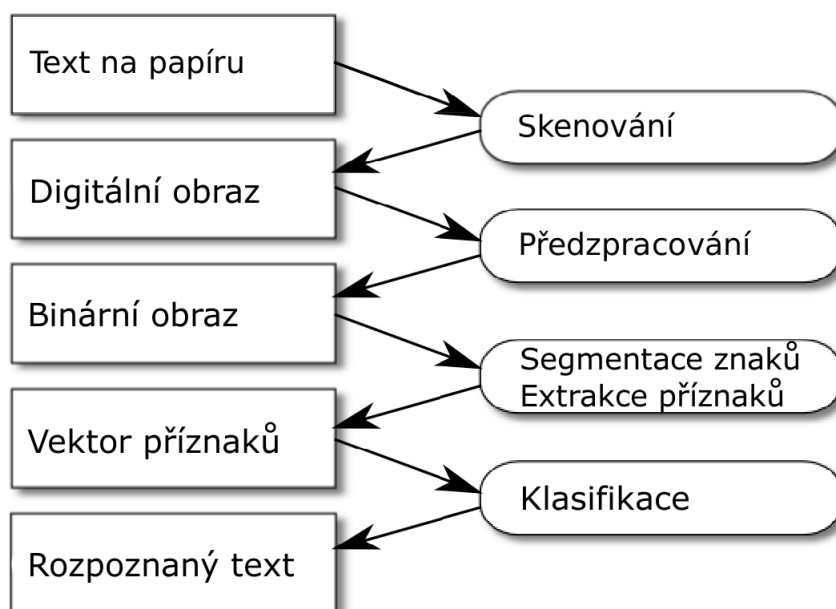 Text na papíru
Skenování
Digitální obraz
Předzpracování
Binární obraz
Segmentace znaků
Extrakce příznaků
Vektor příznaků
Klasifikace
Rozpoznaný text